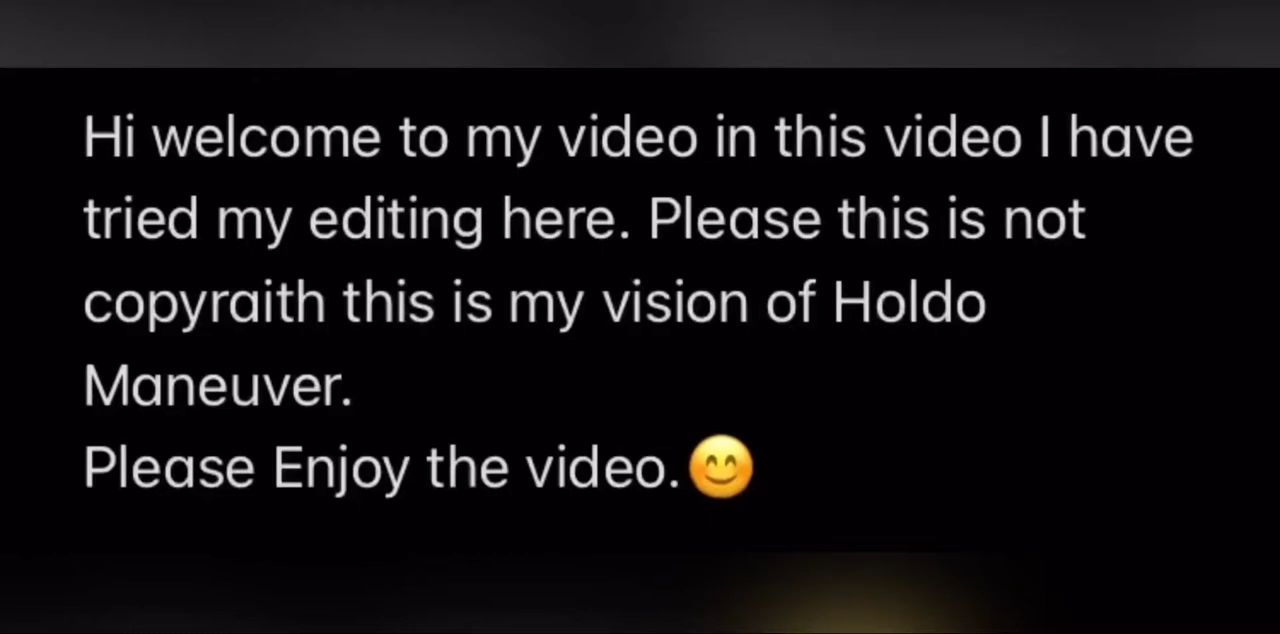 Hi welcome to my video in this video I have
tried my editing here. Please this is not
copyraith this is my vision of Holdo
Maneuver.
Please Enjoy the video.😊